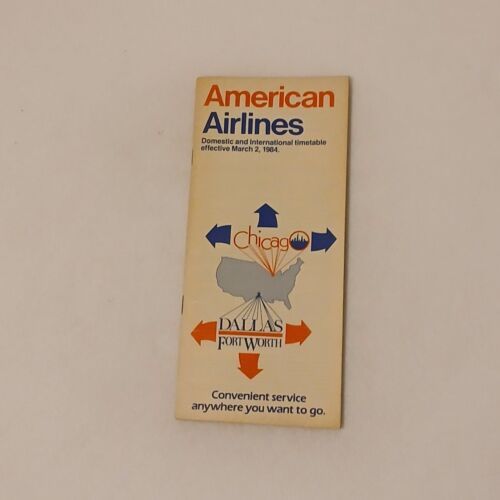 American
Airlines
Domestic and International timetable
effective March 2, 1984.
Chicago
DALLAS
FORT WORTH
Convenient service
anywhere you want to go.